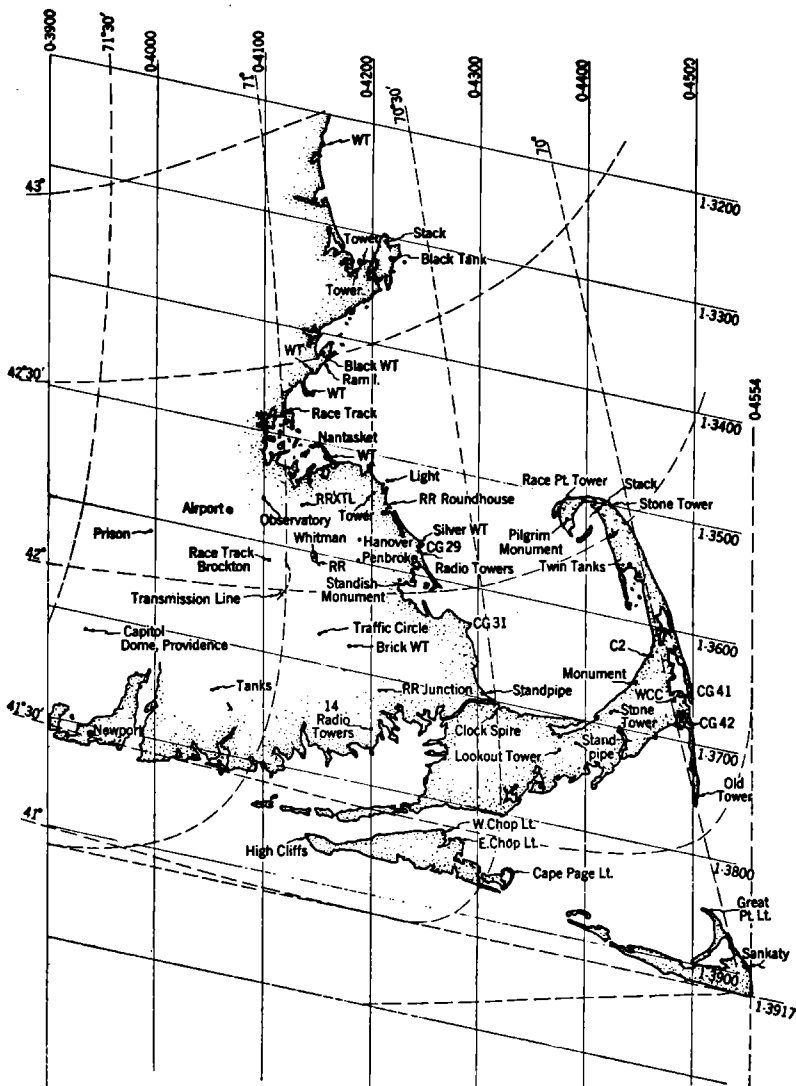 0-3900
71°30'
0-4000
0-4100
71°
0-4200
70°30'
0-4300
0-4400
70°
0-4500
WT
43°
1-3200
Tower
Stack
Black Tank
Tower
1-3300
WT
Black WT
Ram I.
WT
42°30'
Race Track
1-3400
0-4554
Nantasket
WT
Light
Race Pt. Tower
Stack
RRXTL
RR Roundhouse
Stone Tower
Airport
Observatory
Tower
Prison
Whitman
Hanover
Silver WT
Pilgrim
Monument
1-3500
CG 29
Race Track
Brockton
Penbrok
42°
RR
Radio Towers
Twin Tanks
Standish
Monument
Transmission Line
CG 31
1-3600
Capitol
Dome, Providence
Traffic Circle
Brick WT
C2
Monument
Tanks
RR Junction
Standpipe
WCC
CG 41
41°30'
14
Radio
Towers
Stone
Tower
CG 42
Newport
Clock Spire
Lookout Tower
Stand
pipe
1-3700
Old
Tower
41°
W. Chop Lt.
E. Chop Lt.
High Cliffs
1-3800
Cape Page Lt.
Great
Pt. Lt.
Sankaty
1-3900
1-3917